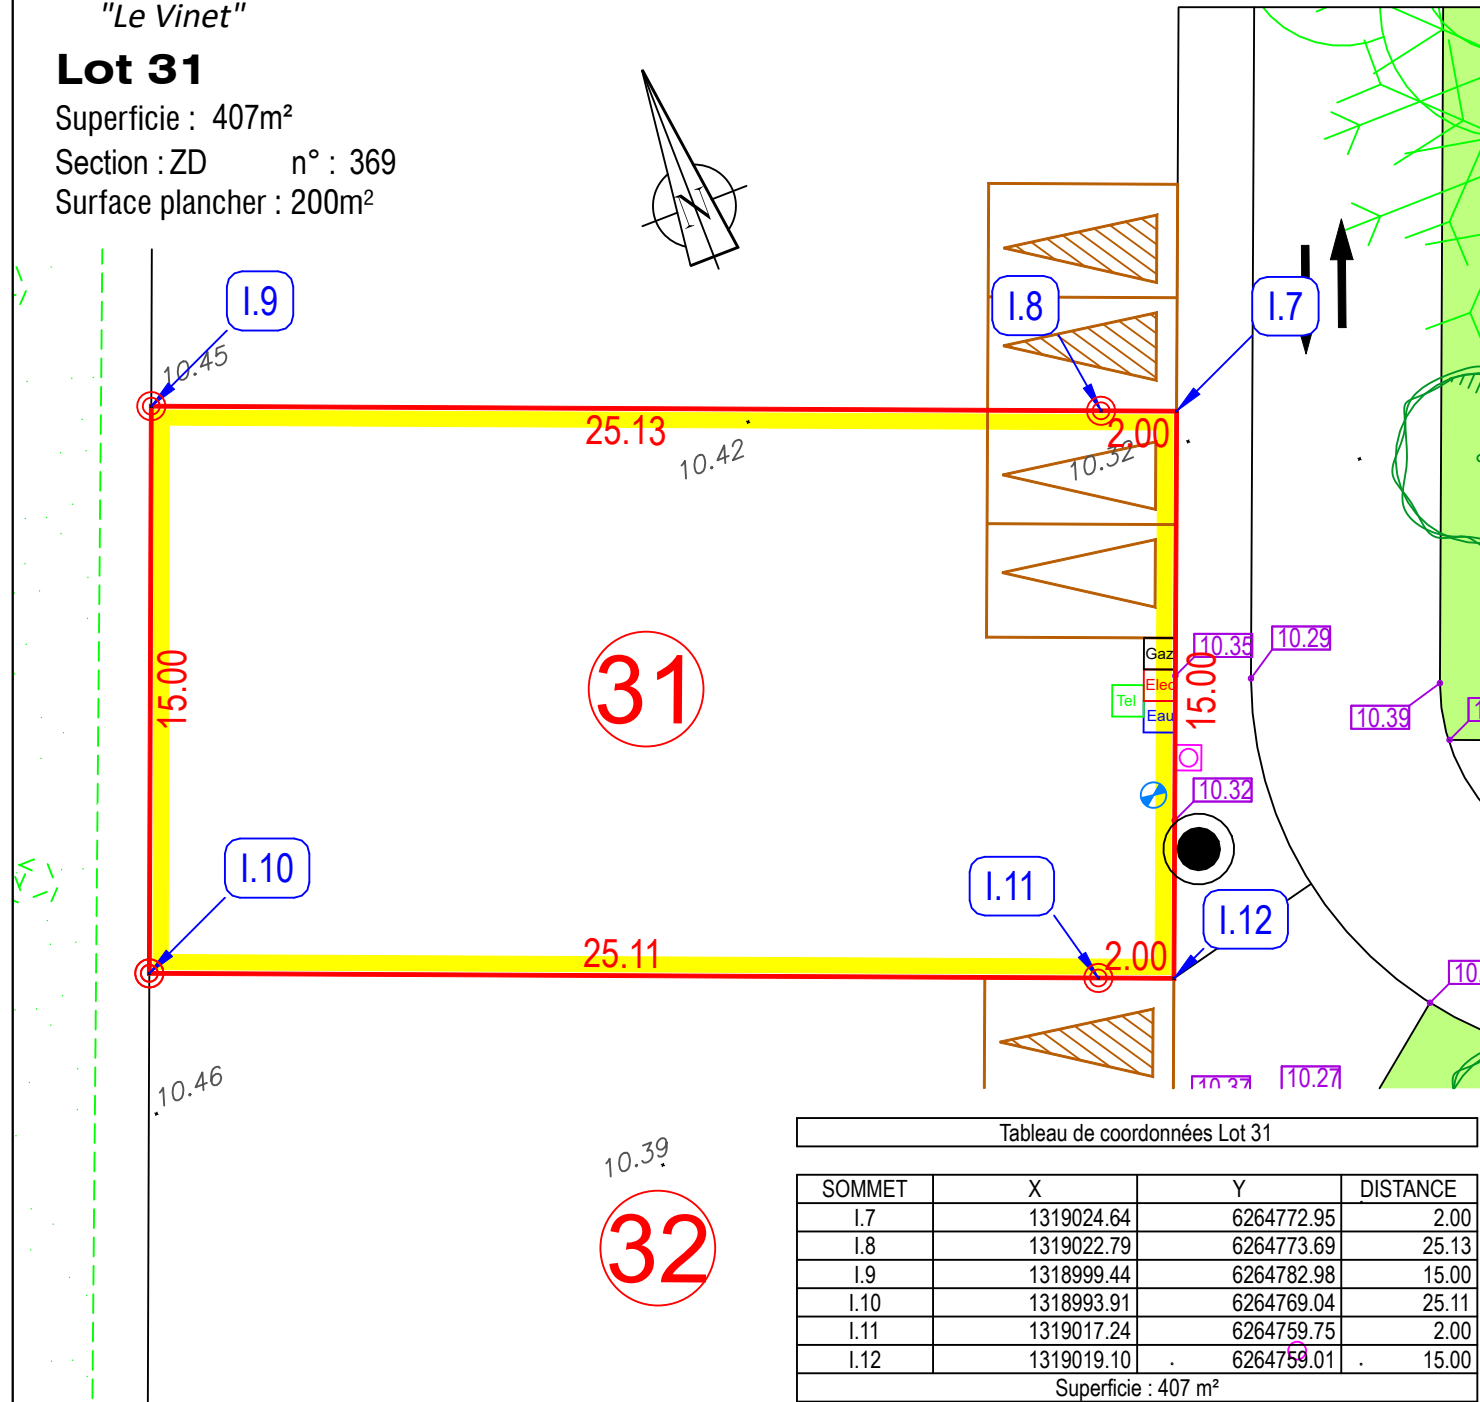 "Le Vinet"
Lot 31
Superficie : 407m²
Section : ZD n° : 369
Surface plancher : 200m²
N
I.9
I.8
I.7
10.45
25.13
2.00
10.42
10.32
31
15.00
Gaz
Elec
Tel
Eau
10.35
10.29
15.00
10.39
10.32
I.10
I.11
I.12
25.11
2.00
10.46
10.37
10.27
10.39
32
Tableau de coordonnées Lot 31
SOMMET X Y DISTANCE
I.7 1319024.64 6264772.95 2.00
I.8 1319022.79 6264773.69 25.13
I.9 1318999.44 6264782.98 15.00
I.10 1318993.91 6264769.04 25.11
I.11 1319017.24 6264759.75 2.00
I.12 1319019.10 6264759.01 15.00
Superficie : 407 m²